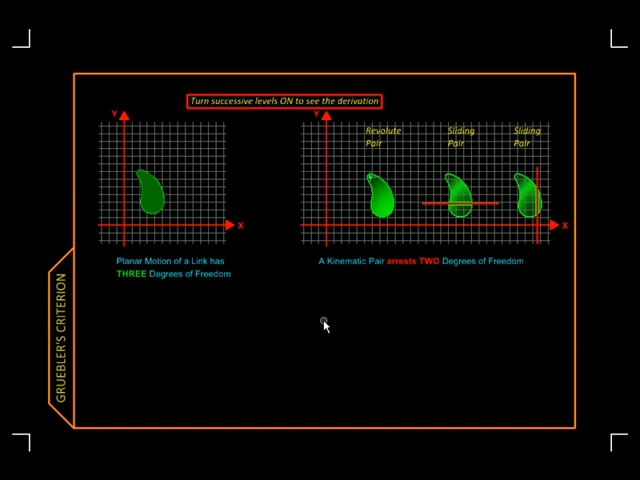 Turn successive levels ON to see the derivation
Y
X
Planar Motion of a Link has
THREE Degrees of Freedom
Y
Revolute
Pair
Sliding
Pair
Sliding
Pair
X
A Kinematic Pair arrests TWO Degrees of Freedom
GRUEBLER'S CRITERION